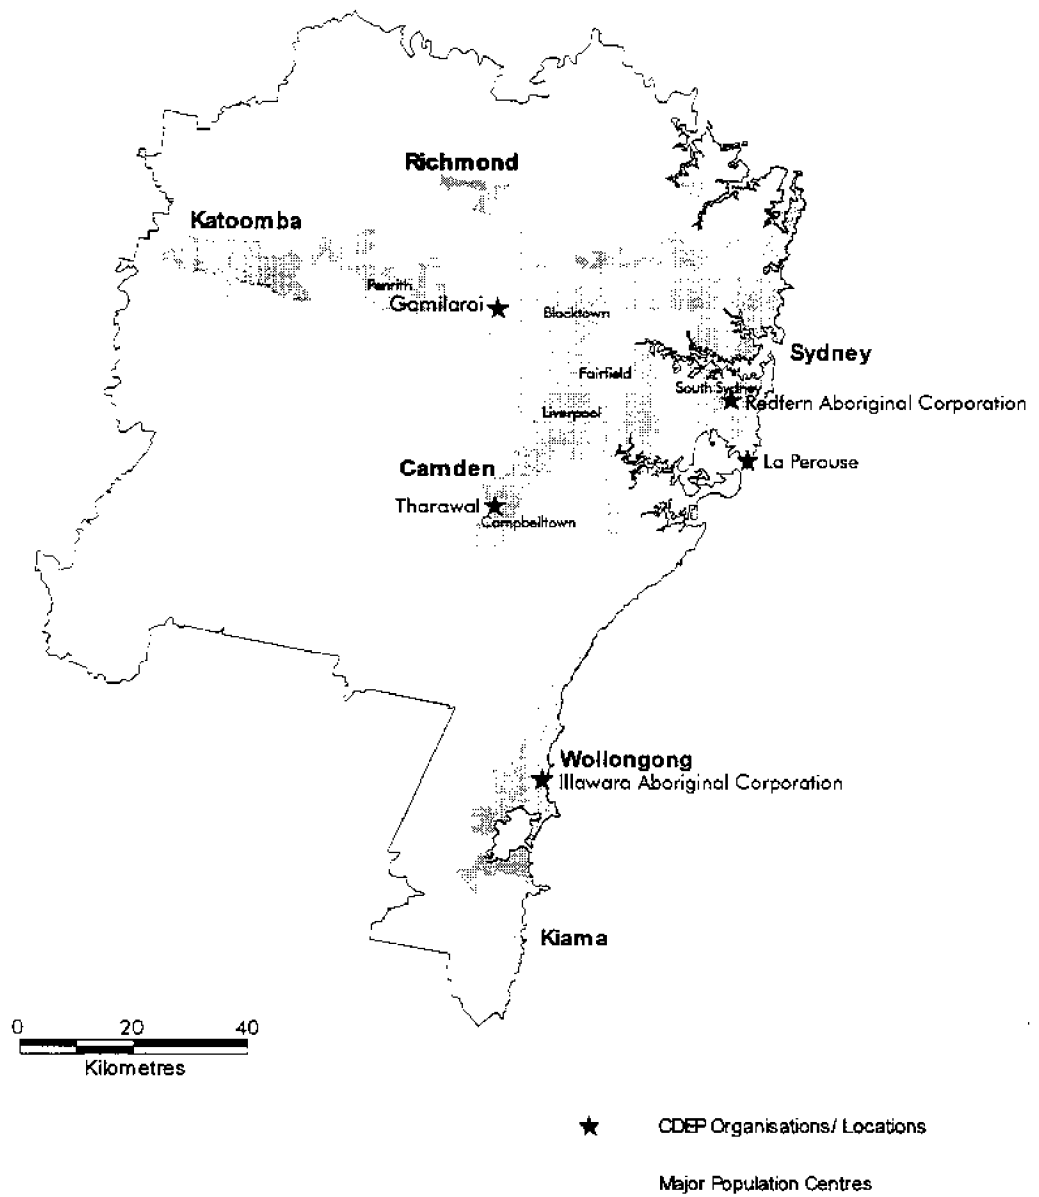 Richmond
Katoomba
Penrith
Gamilaroi
Blacktown
Sydney
Fairfield
South Sydney
Redfern Aboriginal Corporation
Liverpool
La Perouse
Camden
Tharawal
Campbelltown
Wollongong
Illawara Aboriginal Corporation
Kiama
0 20 40
Kilometres
CDEP Organisations/ Locations
Major Population Centres